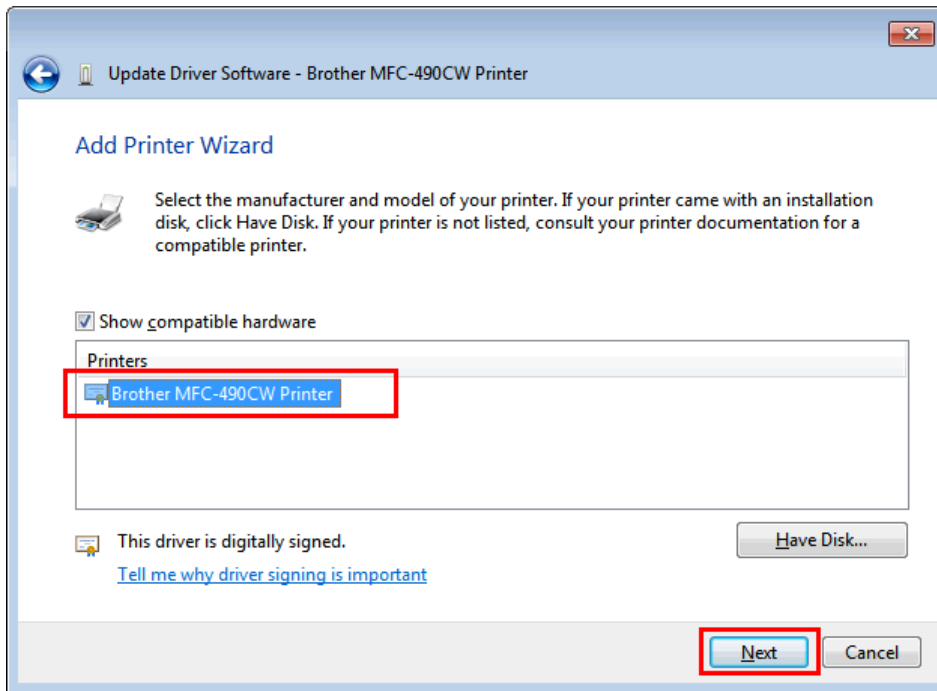 Update Driver Software - Brother MFC-490CW Printer
Add Printer Wizard
Select the manufacturer and model of your printer. If your printer came with an installation
disk, click Have Disk. If your printer is not listed, consult your printer documentation for a
compatible printer.
Show compatible hardware
Printers
Brother MFC-490CW Printer
This driver is digitally signed.
Have Disk...
Tell me why driver signing is important
Next
Cancel